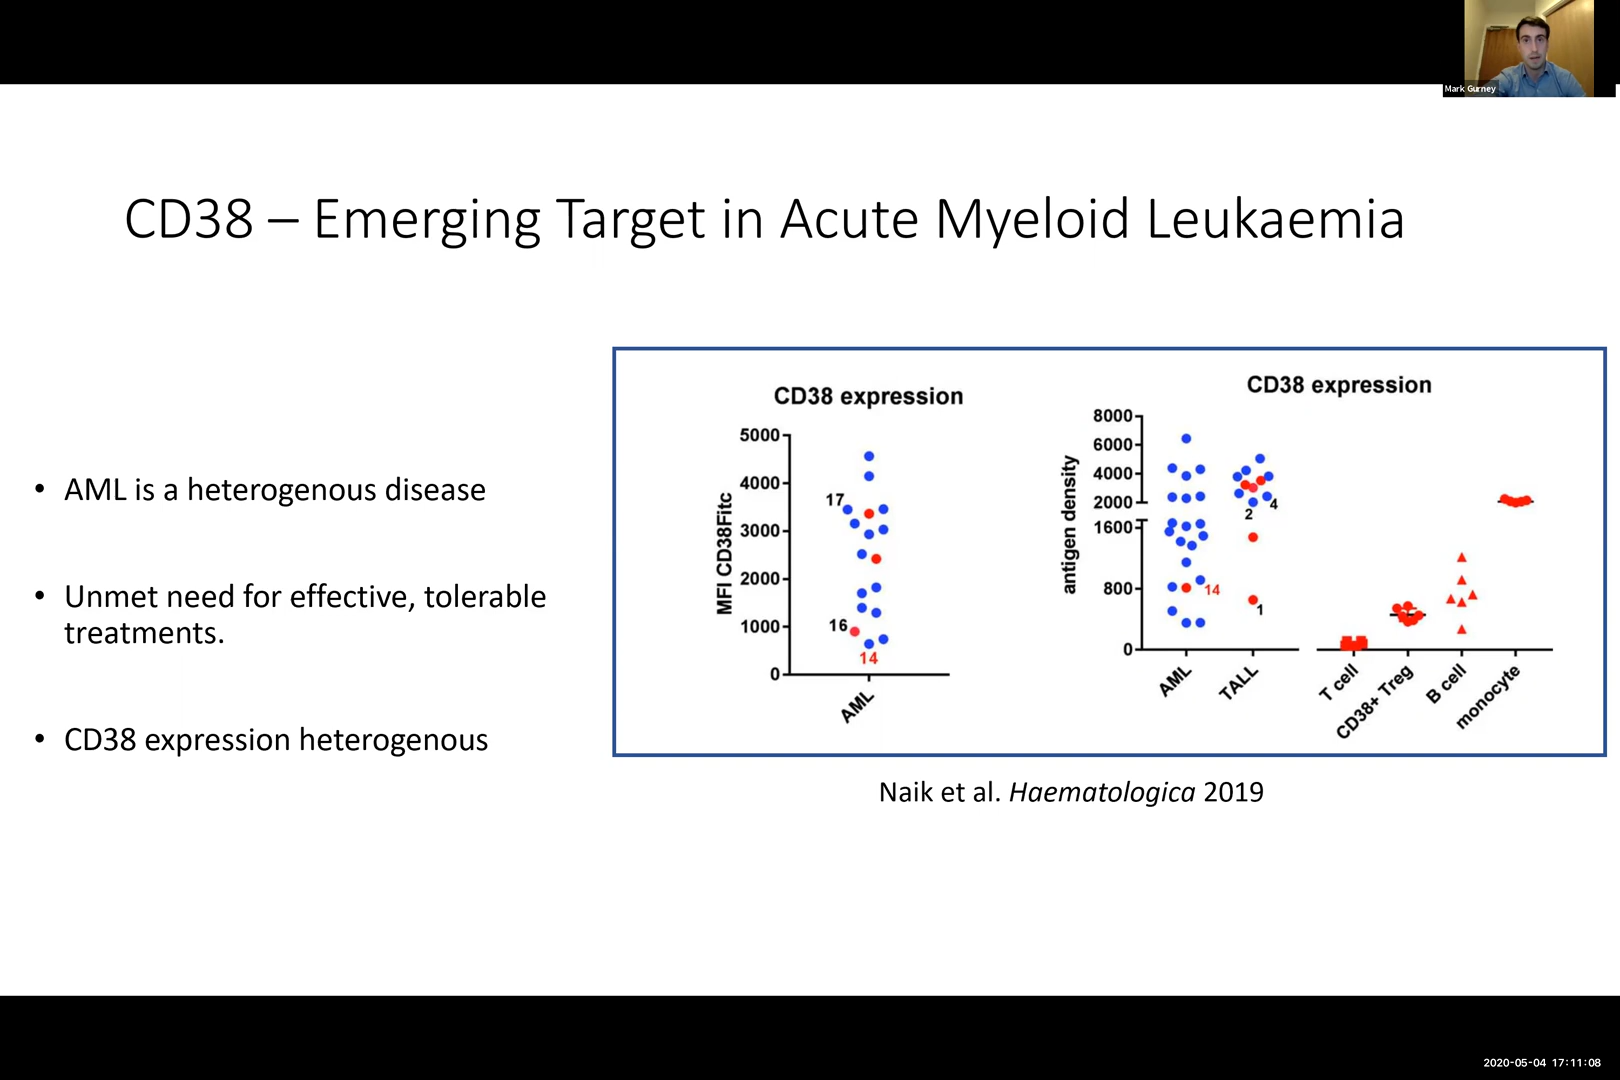 Mark Gurney
CD38 – Emerging Target in Acute Myeloid Leukaemia
• AML is a heterogenous disease
• Unmet need for effective, tolerable
treatments.
• CD38 expression heterogenous
CD38 expression
5000
4000
3000
2000
1000
0
MFI CD38Fitc
17
16
14
AML
CD38 expression
8000
6000
4000
2000
1600
800
0
antigen density
14
2
4
1
AML
TALL
T cell
CD38+ Treg
B cell
monocyte
Naik et al. Haematologica 2019
2020-05-04 17:11:08